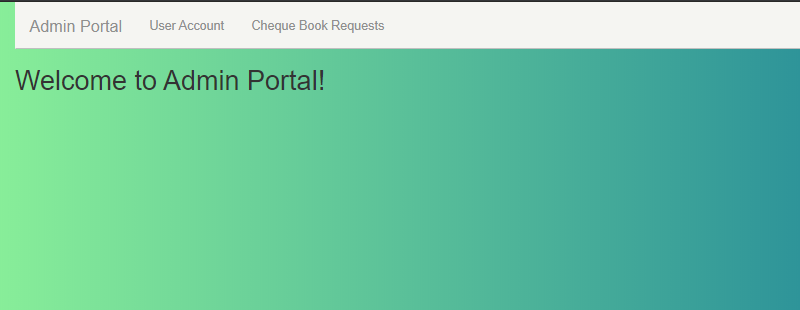 Admin Portal User Account Cheque Book Requests
Welcome to Admin Portal!